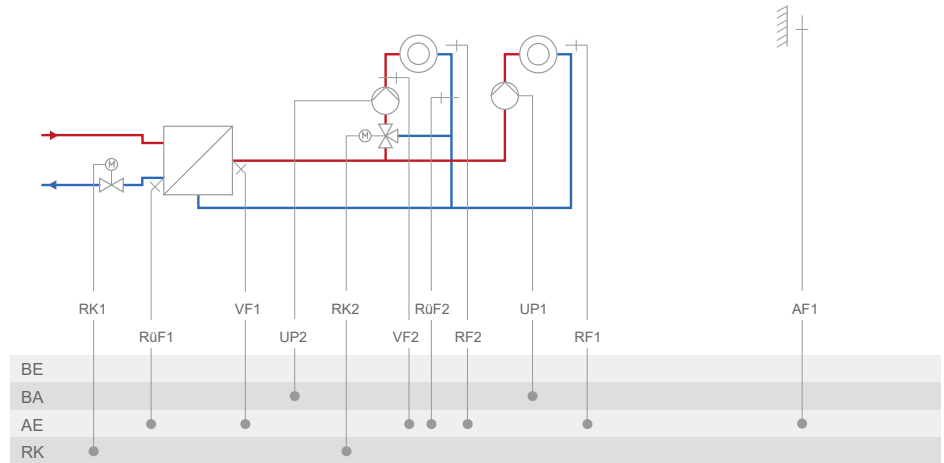 M
M
RK1 VF1 RK2 RüF2 UP1 AF1
RüF1 UP2 VF2 RF2 RF1
BE
BA
AE
RK